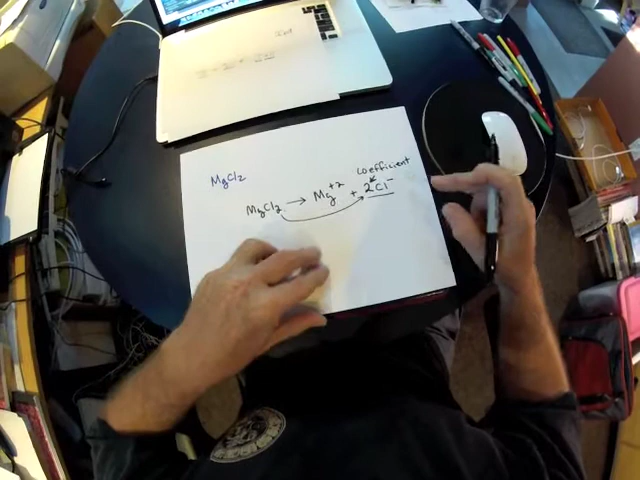 MgCl2
coefficient
MgCl2 → Mg+2 + 2Cl-